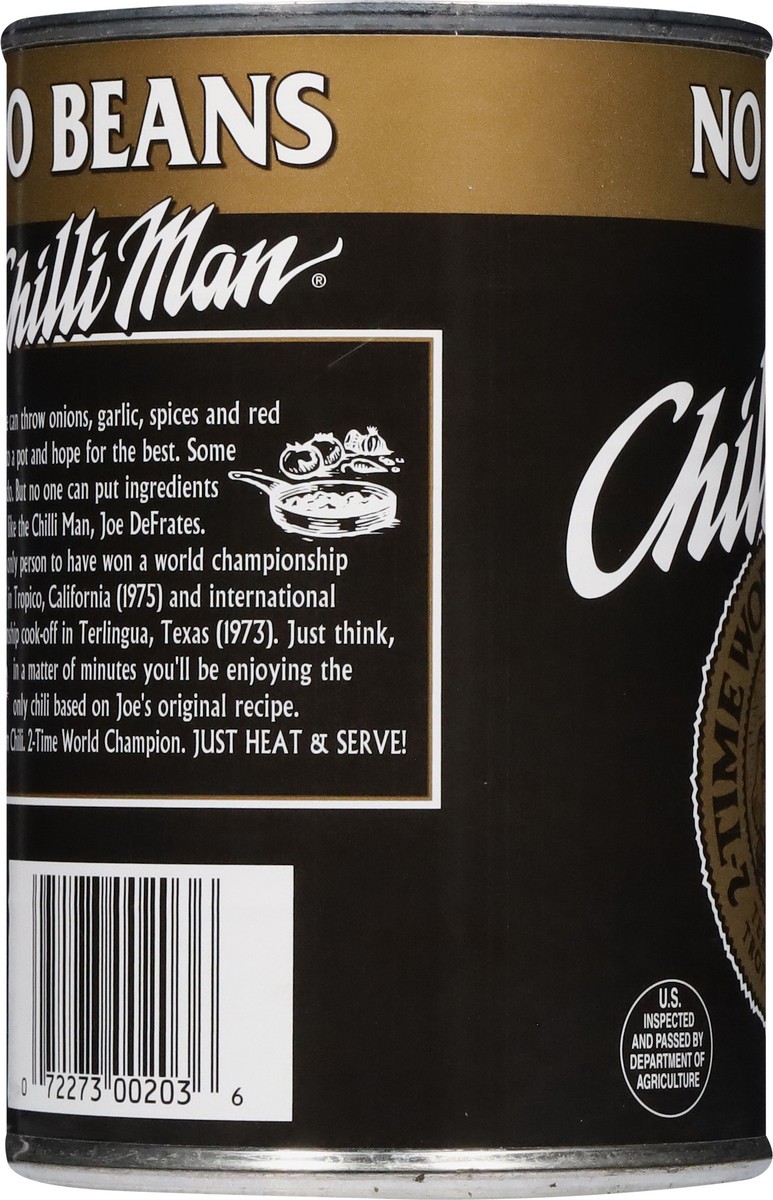 O BEANS
NO
Chilli Man®
Chil
can throw onions, garlic, spices and red
a pot and hope for the best. Some
do. But no one can put ingredients
like the Chilli Man, Joe DeFrates.
only person to have won a world championship
in Tropico, California (1975) and international
cook-off in Terlingua, Texas (1973). Just think,
in a matter of minutes you'll be enjoying the
only chili based on Joe's original recipe.
Chili. 2-Time World Champion. JUST HEAT & SERVE!
2-TIME WO
0 72273 00203 6
U.S.
INSPECTED
AND PASSED BY
DEPARTMENT OF
AGRICULTURE